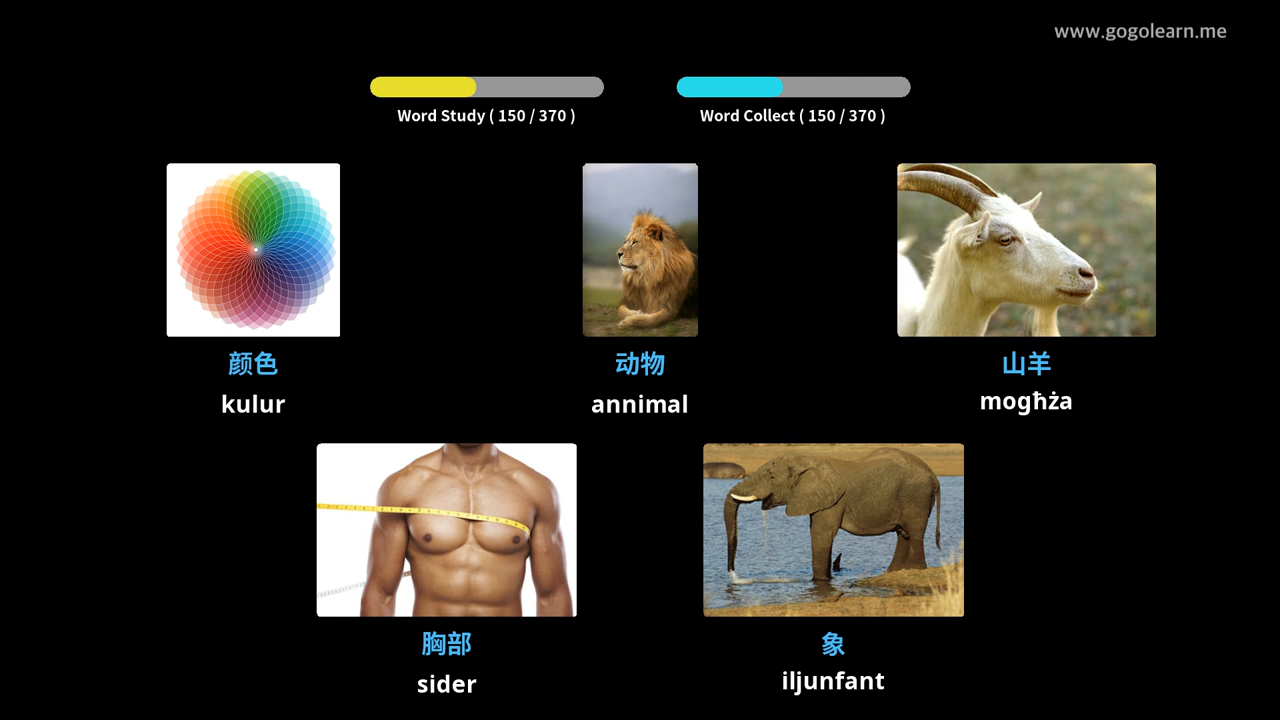 www.gogolearn.me
Word Study ( 150 / 370 )
Word Collect ( 150 / 370 )
颜色
kulur
动物
annimal
山羊
mogħża
胸部
sider
象
iljunfant